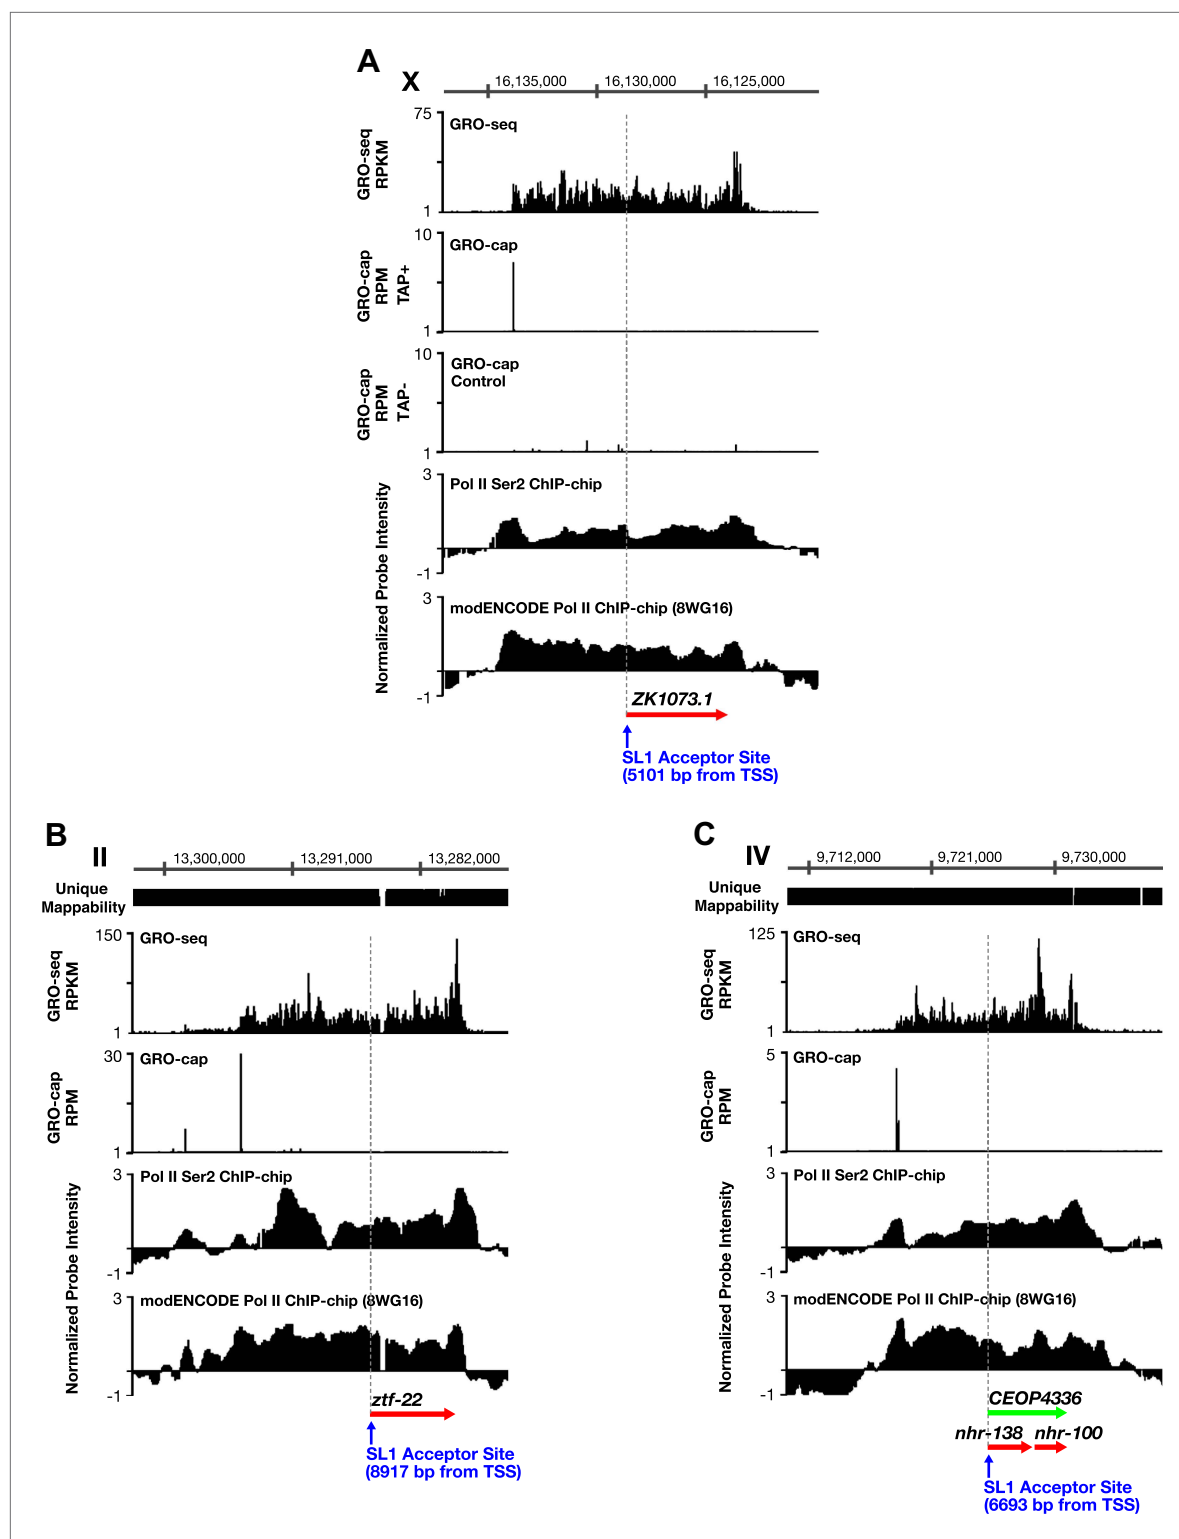 A
X
16,135,000 16,130,000 16,125,000
75
GRO-seq
GRO-seq
RPKM
1
10
GRO-cap
GRO-cap
RPM
TAP+
1
10
GRO-cap
Control
GRO-cap
RPM
TAP-
1
3
Pol II Ser2 ChIP-chip
-1
Normalized Probe Intensity
3
modENCODE Pol II ChIP-chip (8WG16)
-1
ZK1073.1
SL1 Acceptor Site
(5101 bp from TSS)
B
II
13,300,000 13,291,000 13,282,000
Unique
Mappability
150
GRO-seq
GRO-seq
RPKM
1
30
GRO-cap
GRO-cap
RPM
1
3
Pol II Ser2 ChIP-chip
-1
Normalized Probe Intensity
3
modENCODE Pol II ChIP-chip (8WG16)
-1
ztf-22
SL1 Acceptor Site
(8917 bp from TSS)
C
IV
9,712,000 9,721,000 9,730,000
Unique
Mappability
125
GRO-seq
GRO-seq
RPKM
1
5
GRO-cap
GRO-cap
RPM
1
3
Pol II Ser2 ChIP-chip
-1
Normalized Probe Intensity
3
modENCODE Pol II ChIP-chip (8WG16)
-1
CEOP4336
nhr-138 nhr-100
SL1 Acceptor Site
(6693 bp from TSS)